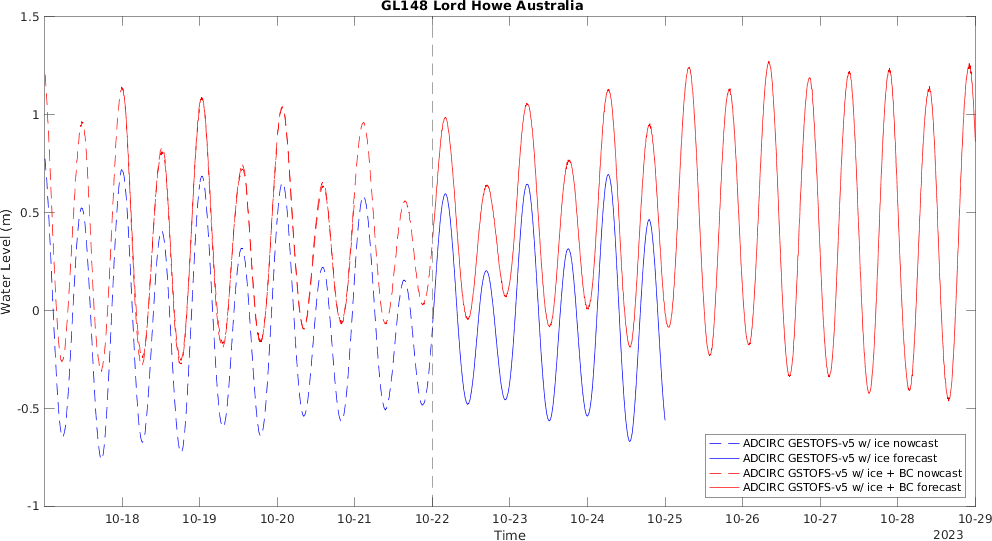 GL148 Lord Howe Australia
1.5
1
0.5
0
-0.5
-1
Water Level (m)
ADCIRC GESTOFS-v5 w/ ice nowcast
ADCIRC GESTOFS-v5 w/ ice forecast
ADCIRC GSTOFS-v5 w/ ice + BC nowcast
ADCIRC GSTOFS-v5 w/ ice + BC forecast
10-18 10-19 10-20 10-21 10-22 10-23 10-24 10-25 10-26 10-27 10-28 10-29
Time
2023